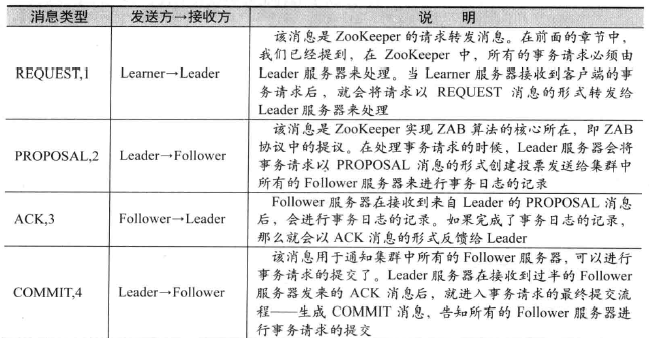 消息类型 发送方→接收方 说 明
该消息是 ZooKeeper 的请求转发消息。在前面的章节中，
我们已经提到，在 ZooKeeper 中，所有的事务请求必须由
REQUEST,1 Learner→Leader Leader 服务器来处理。当 Learner 服务器接收到客户端的事
务请求后，就会将请求以 REQUEST 消息的形式转发给
Leader 服务器来处理
该消息是 ZooKeeper 实现 ZAB 算法的核心所在，即 ZAB
PROPOSAL,2 Leader→Follower 协议中的提议。在处理事务请求的时候，Leader 服务器会将
事务请求以 PROPOSAL 消息的形式创建投票发送给集群中
所有的 Follower 服务器来进行事务日志的记录
Follower 服务器在接收到来自 Leader 的 PROPOSAL 消息
ACK,3 Follower→Leader 后，会进行事务日志的记录。如果完成了事务日志的记录，
那么就会以 ACK 消息的形式反馈给 Leader
该消息用于通知集群中所有的 Follower 服务器，可以进行
事务请求的提交了。Leader 服务器在接收到过半的 Follower
COMMIT,4 Leader→Follower 服务器发来的 ACK 消息后，就进入事务请求的最终提交流
程——生成 COMMIT 消息，告知所有的 Follower 服务器进
行事务请求的提交